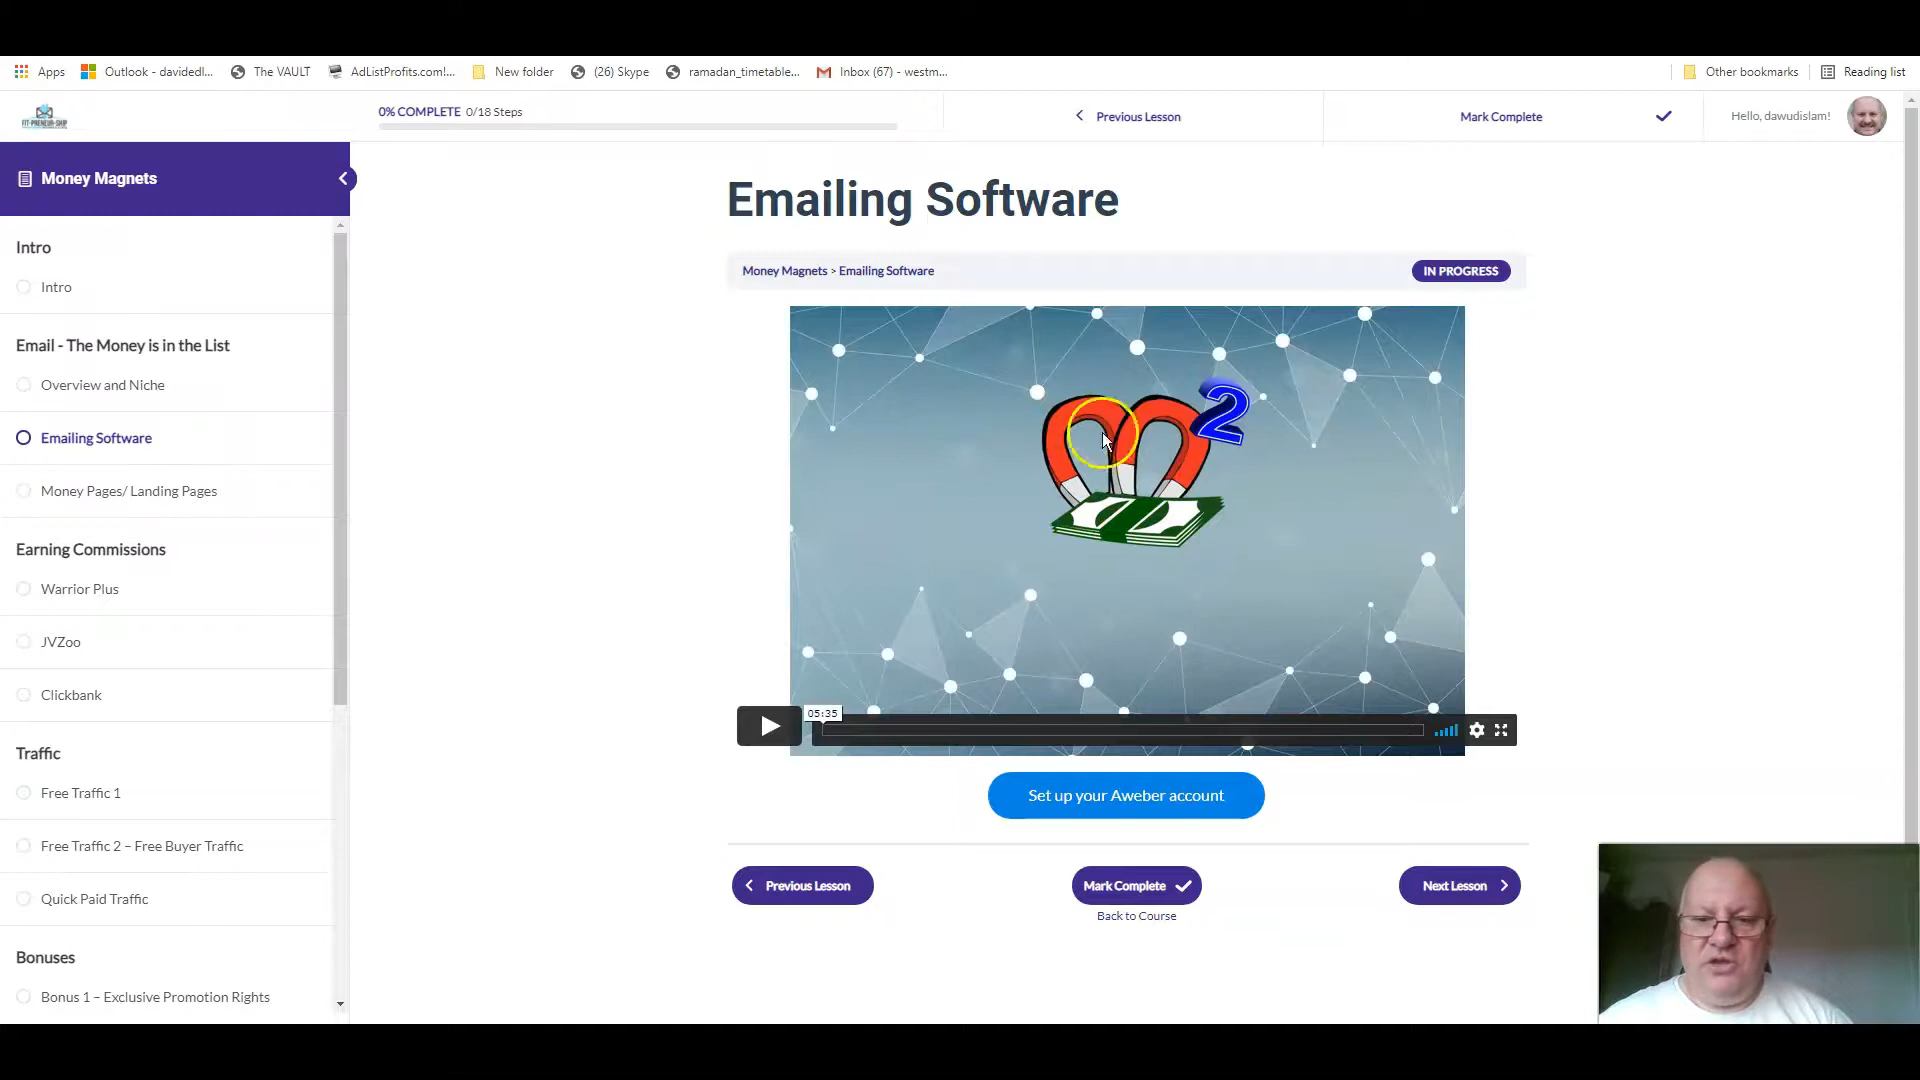 Apps
Outlook - davidedl...
The VAULT
AdListProfits.com!...
New folder
(26) Skype
ramadan_timetable...
Inbox (67) - westm...
Other bookmarks
Reading list
FIT-PRENEUR-SHIP
0% COMPLETE 0/18 Steps
Previous Lesson
Mark Complete
Hello, dawudislam!
Money Magnets
Intro
Intro
Email - The Money is in the List
Overview and Niche
Emailing Software
Money Pages/ Landing Pages
Earning Commissions
Warrior Plus
JVZoo
Clickbank
Traffic
Free Traffic 1
Free Traffic 2 – Free Buyer Traffic
Quick Paid Traffic
Bonuses
Bonus 1 – Exclusive Promotion Rights
Emailing Software
Money Magnets > Emailing Software
IN PROGRESS
2
05:35
Set up your Aweber account
Previous Lesson
Mark Complete
Next Lesson
Back to Course